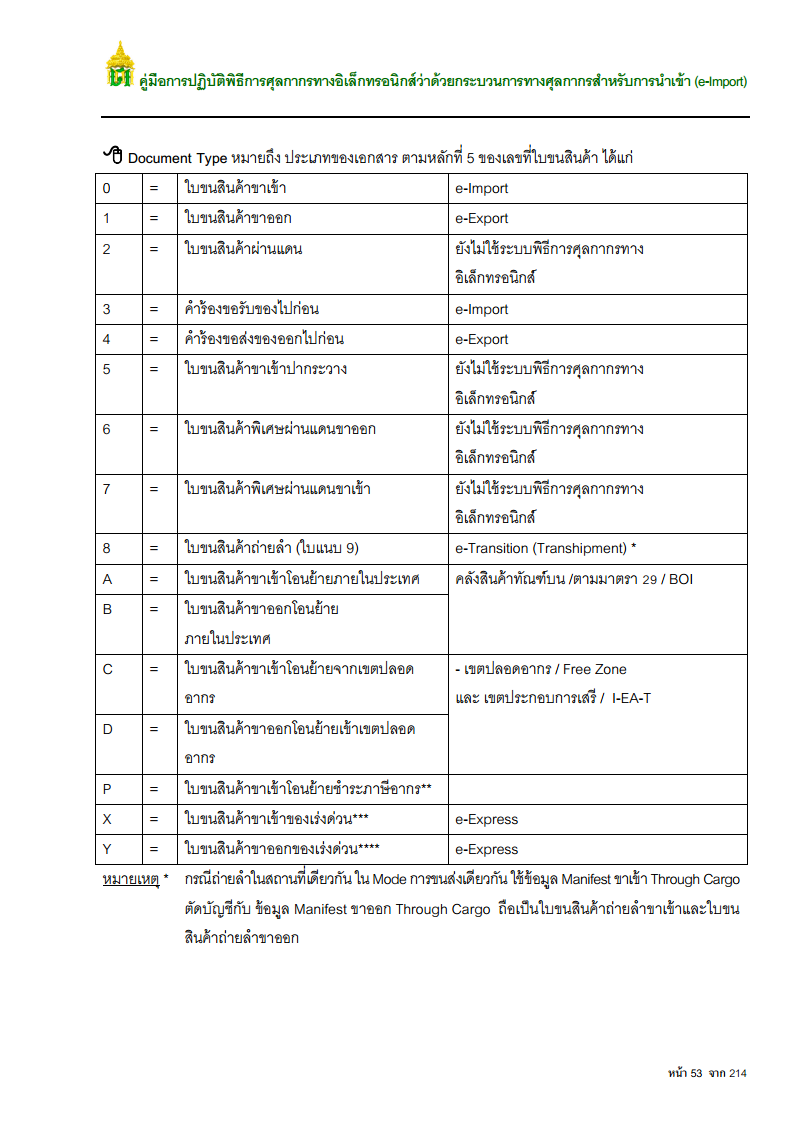 คู่มือการปฏิบัติพิธีการศุลกากรทางอิเล็กทรอนิกส์ว่าด้วยกระบวนการทางศุลกากรสำหรับการนำเข้า (e-Import)
Document Type หมายถึง ประเภทของเอกสาร ตามหลักที่ 5 ของเลขที่ใบขนสินค้า ได้แก่
0 = ใบขนสินค้าขาเข้า e-Import
1 = ใบขนสินค้าขาออก e-Export
2 = ใบขนสินค้าผ่านแดน ยังไม่ใช้ระบบพิธีการศุลกากรทาง
อิเล็กทรอนิกส์
3 = คำร้องขอรับของไปก่อน e-Import
4 = คำร้องขอส่งของออกไปก่อน e-Export
5 = ใบขนสินค้าขาเข้าปากระวาง ยังไม่ใช้ระบบพิธีการศุลกากรทาง
อิเล็กทรอนิกส์
6 = ใบขนสินค้าพิเศษผ่านแดนขาออก ยังไม่ใช้ระบบพิธีการศุลกากรทาง
อิเล็กทรอนิกส์
7 = ใบขนสินค้าพิเศษผ่านแดนขาเข้า ยังไม่ใช้ระบบพิธีการศุลกากรทาง
อิเล็กทรอนิกส์
8 = ใบขนสินค้าถ่ายลำ (ใบแนบ 9) e-Transition (Transhipment) *
A = ใบขนสินค้าขาเข้าโอนย้ายภายในประเทศ คลังสินค้าทัณฑ์บน /ตามมาตรา 29 / BOI
B = ใบขนสินค้าขาออกโอนย้าย
ภายในประเทศ
C = ใบขนสินค้าขาเข้าโอนย้ายจากเขตปลอด - เขตปลอดอากร / Free Zone
อากร และ เขตประกอบการเสรี / I-EA-T
D = ใบขนสินค้าขาออกโอนย้ายเข้าเขตปลอด
อากร
P = ใบขนสินค้าขาเข้าโอนย้ายชำระภาษีอากร**
X = ใบขนสินค้าขาเข้าของเร่งด่วน*** e-Express
Y = ใบขนสินค้าขาออกของเร่งด่วน**** e-Express
หมายเหตุ * กรณีถ่ายลำในสถานที่เดียวกัน ใน Mode การขนส่งเดียวกัน ใช้ข้อมูล Manifest ขาเข้า Through Cargo
ตัดบัญชีกับ ข้อมูล Manifest ขาออก Through Cargo ถือเป็นใบขนสินค้าถ่ายลำขาเข้าและใบขน
สินค้าถ่ายลำขาออก
หน้า 53 จาก 214